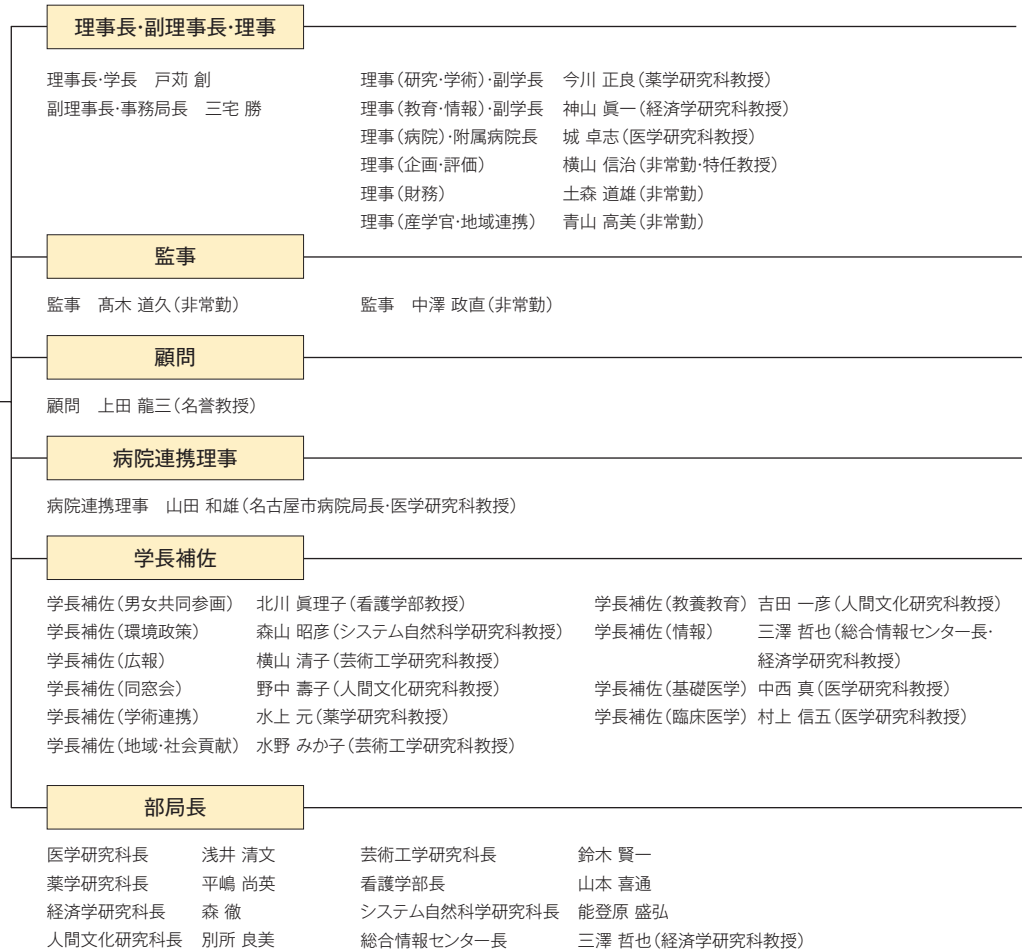 理事長・副理事長・理事
理事長・学長　戸苅 創
副理事長・事務局長　三宅 勝
理事（研究・学術）・副学長　今川 正良（薬学研究科教授）
理事（教育・情報）・副学長　神山 眞一（経済学研究科教授）
理事（病院）・附属病院長　城 卓志（医学研究科教授）
理事（企画・評価）　横山 信治（非常勤・特任教授）
理事（財務）　土森 道雄（非常勤）
理事（産学官・地域連携）　青山 高美（非常勤）
監事
監事　髙木 道久（非常勤）
監事　中澤 政直（非常勤）
顧問
顧問　上田 龍三（名誉教授）
病院連携理事
病院連携理事　山田 和雄（名古屋市病院局長・医学研究科教授）
学長補佐
学長補佐（男女共同参画）　北川 眞理子（看護学部教授）
学長補佐（環境政策）　森山 昭彦（システム自然科学研究科教授）
学長補佐（広報）　横山 清子（芸術工学研究科教授）
学長補佐（同窓会）　野中 壽子（人間文化研究科教授）
学長補佐（学術連携）　水上 元（薬学研究科教授）
学長補佐（地域・社会貢献）　水野 みか子（芸術工学研究科教授）
学長補佐（教養教育）　吉田 一彦（人間文化研究科教授）
学長補佐（情報）　三澤 哲也（総合情報センター長・
経済学研究科教授）
学長補佐（基礎医学）　中西 真（医学研究科教授）
学長補佐（臨床医学）　村上 信五（医学研究科教授）
部局長
医学研究科長　浅井 清文
薬学研究科長　平嶋 尚英
経済学研究科長　森 徹
人間文化研究科長　別所 良美
芸術工学研究科長　鈴木 賢一
看護学部長　山本 喜通
システム自然科学研究科長　能登原 盛弘
総合情報センター長　三澤 哲也（経済学研究科教授）